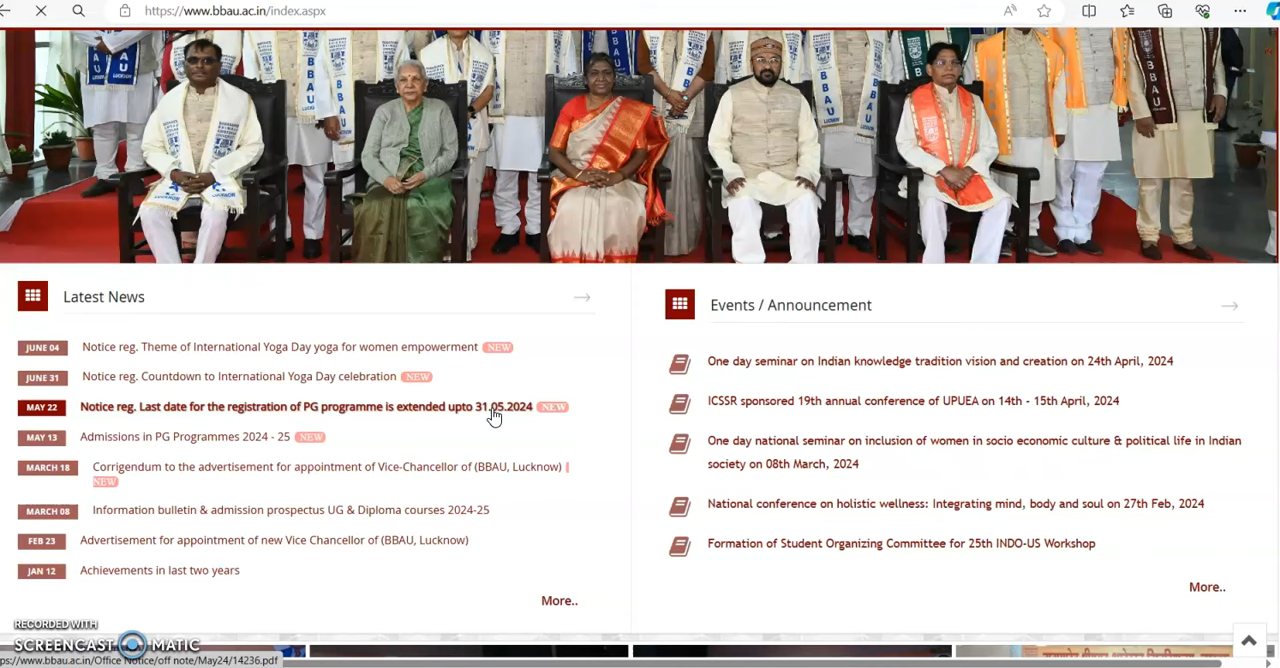 https://www.bbau.ac.in/index.aspx
BBAU
LUCKNOW
Latest News
JUNE 04 Notice reg. Theme of International Yoga Day yoga for women empowerment NEW
JUNE 31 Notice reg. Countdown to International Yoga Day celebration NEW
MAY 22 Notice reg. Last date for the registration of PG programme is extended upto 31.05.2024 NEW
MAY 13 Admissions in PG Programmes 2024 - 25 NEW
MARCH 18 Corrigendum to the advertisement for appointment of Vice-Chancellor of (BBAU, Lucknow)
NEW
MARCH 08 Information bulletin & admission prospectus UG & Diploma courses 2024-25
FEB 23 Advertisement for appointment of new Vice Chancellor of (BBAU, Lucknow)
JAN 12 Achievements in last two years
More..
Events / Announcement
One day seminar on Indian knowledge tradition vision and creation on 24th April, 2024
ICSSR sponsored 19th annual conference of UPUEA on 14th - 15th April, 2024
One day national seminar on inclusion of women in socio economic culture & political life in Indian
society on 08th March, 2024
National conference on holistic wellness: Integrating mind, body and soul on 27th Feb, 2024
Formation of Student Organizing Committee for 25th INDO-US Workshop
More..
RECORDED WITH
SCREENCAST MATIC
ps://www.bbau.ac.in/Office Notice/off note/May24/14236.pdf